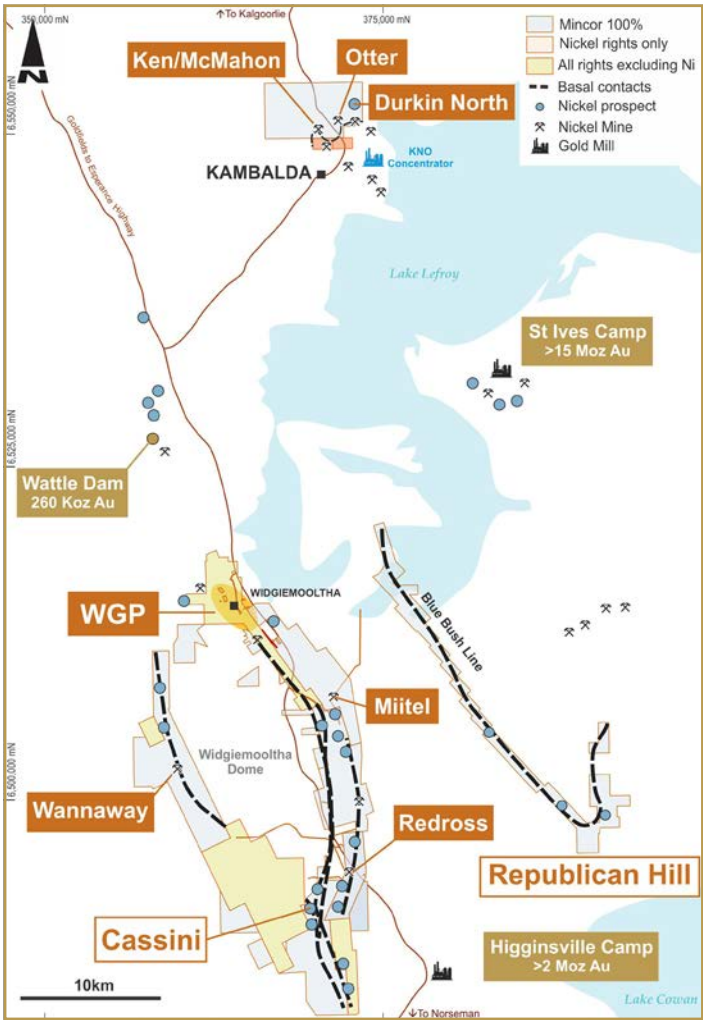 350,000 mN
↑To Kalgoorlie
375,000 mN
Mincor 100%
Nickel rights only
All rights excluding Ni
Basal contacts
Nickel prospect
Nickel Mine
Gold Mill
N
Ken/McMahon
Otter
Durkin North
6,550,000 mN
KNO
Concentrator
KAMBALDA
Goldfields to Esperance Highway
Lake Lefroy
St Ives Camp
>15 Moz Au
6,525,000 mN
Wattle Dam
260 Koz Au
WIDGIEMOOLTHA
WGP
Blue Bush Line
Miitel
Widgiemooltha
Dome
6,500,000 mN
Wannaway
Redross
Republican Hill
Cassini
Higginsville Camp
>2 Moz Au
10km
Lake Cowan
↓To Norseman